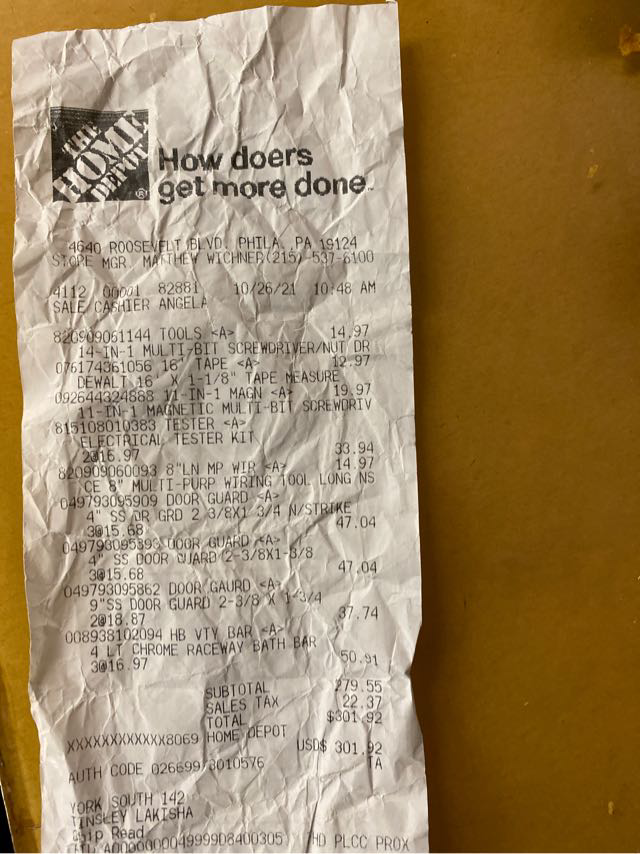 THE
HOME
DEPOT
®
How doers
get more done™
4640 ROOSEVELT BLVD. PHILA. PA 19124
STORE MGR. MATTHEW WICHNER(215)-537-6100
4112 00001 82881 10/26/21 10:48 AM
SALE CASHIER ANGELA
820909061144 TOOLS <A> 14.97
14-IN-1 MULTI-BIT SCREWDRIVER/NUT DR
076174361056 16" TAPE <A> 12.97
DEWALT 16 X 1-1/8" TAPE MEASURE
092644324888 11-IN-1 MAGN <A> 19.97
11-IN-1 MAGNETIC MULTI-BIT SCREWDRIV
815108010383 TESTER <A>
ELECTRICAL TESTER KIT
2@16.97 33.94
820909060093 8"LN MP WIR <A> 14.97
CE 8" MULTI-PURP WIRING TOOL LONG NS
049793095909 DOOR GUARD <A>
4" SS DR GRD 2 3/8X1 3/4 N/STRIKE
3@15.68 47.04
049793095393 DOOR GUARD <A>
4" SS DOOR GUARD 2-3/8X1-3/8
3@15.68 47.04
049793095862 DOOR GAURD <A>
9"SS DOOR GUARD 2-3/8 X 1-3/4
2@18.87 37.74
008938102094 HB VTY BAR <A>
4 LT CHROME RACEWAY BATH BAR
3@16.97 50.91
SUBTOTAL 279.55
SALES TAX 22.37
TOTAL $301.92
XXXXXXXXXXXX8069 HOME DEPOT
USD$ 301.92
AUTH CODE 026699/3010576 TA
YORK SOUTH 142
TINSLEY LAKISHA
Chip Read
A0000000049999D8400305 THD PLCC PROX